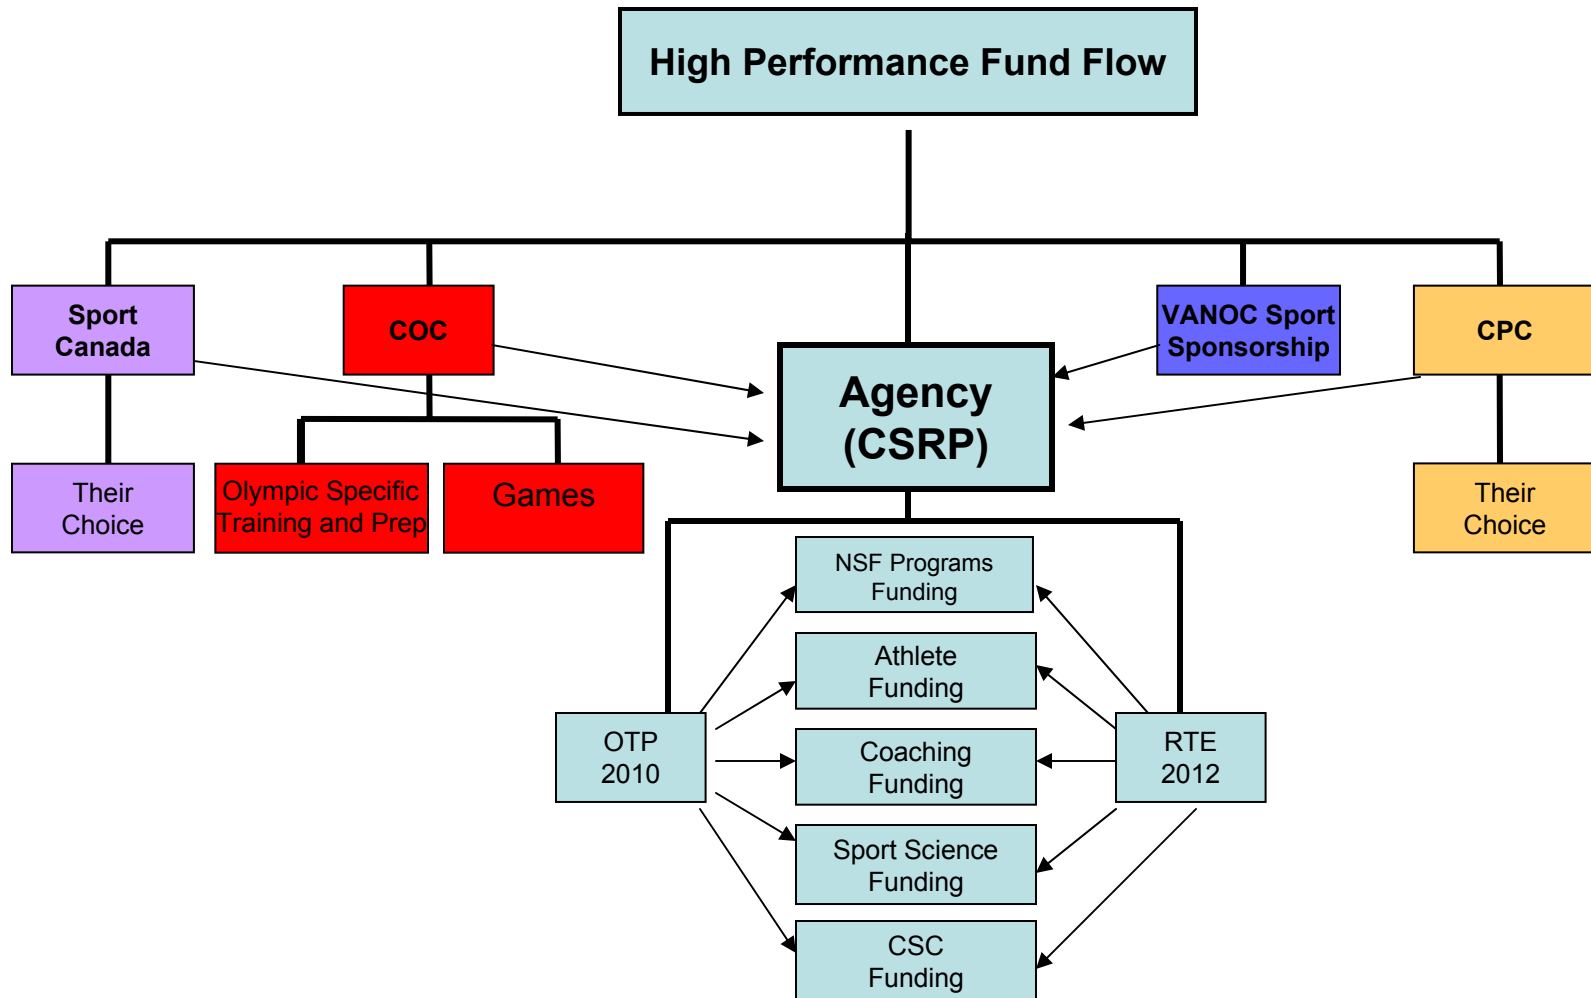 High Performance Fund Flow
Sport
Canada
COC
VANOC Sport
Sponsorship
CPC
Agency
(CSRP)
Their
Choice
Olympic Specific
Training and Prep
Games
Their
Choice
NSF Programs
Funding
Athlete
Funding
OTP
2010
Coaching
Funding
RTE
2012
Sport Science
Funding
CSC
Funding